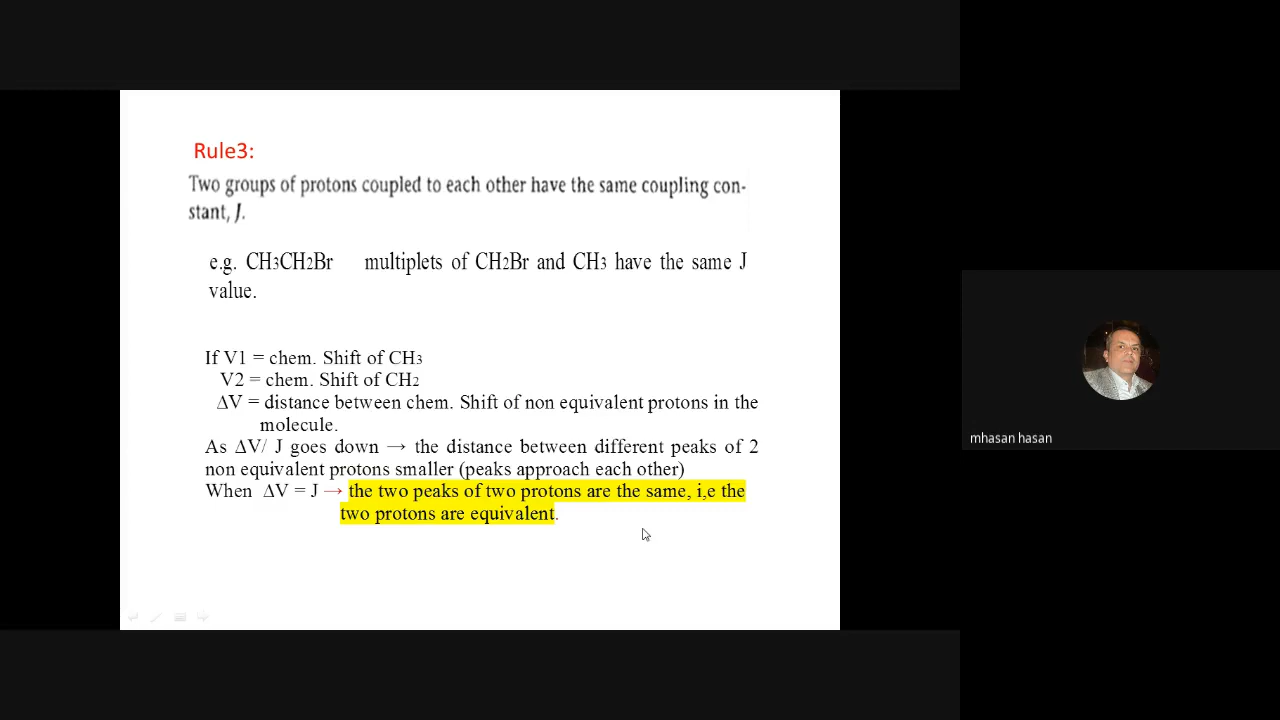 Rule3:
Two groups of protons coupled to each other have the same coupling con-
stant, J.
e.g. CH3CH2Br multiplets of CH2Br and CH3 have the same J
value.
If V1 = chem. Shift of CH3
V2 = chem. Shift of CH2
ΔV = distance between chem. Shift of non equivalent protons in the
molecule.
As ΔV/ J goes down → the distance between different peaks of 2
non equivalent protons smaller (peaks approach each other)
When ΔV = J → the two peaks of two protons are the same, i,e the
two protons are equivalent.
mhasan hasan